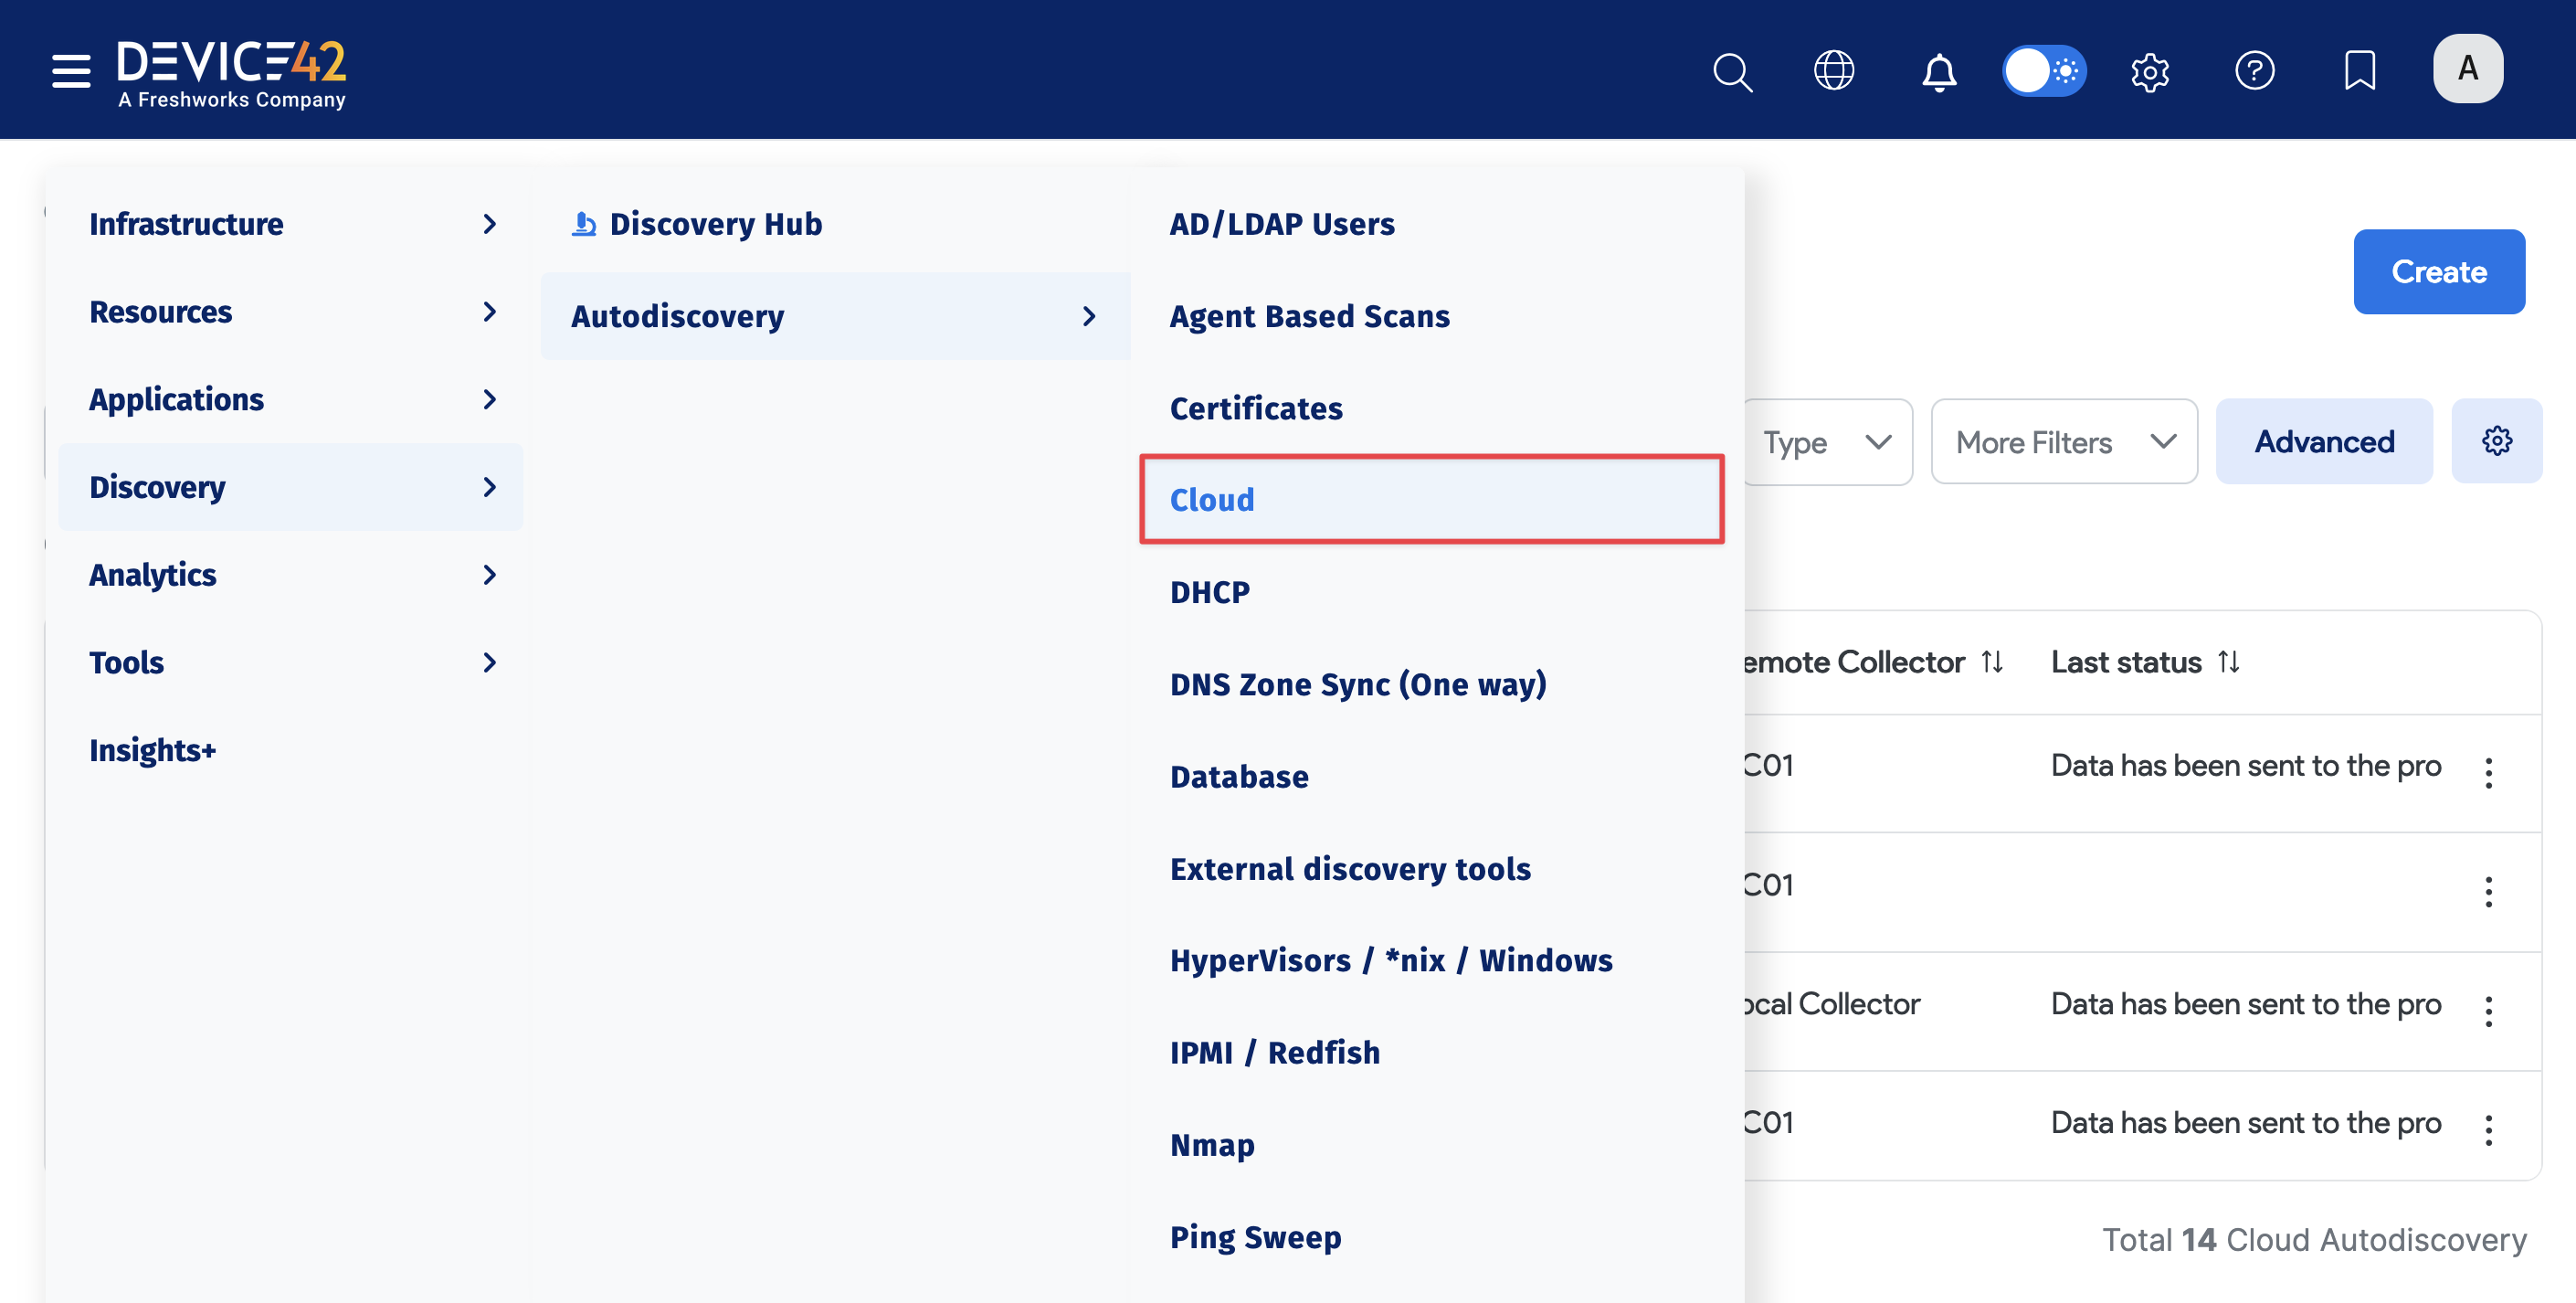 DEVICE42
A Freshworks Company
A
Infrastructure
Resources
Applications
Discovery
Analytics
Tools
Insights+
Discovery Hub
Autodiscovery
AD/LDAP Users
Agent Based Scans
Certificates
Cloud
DHCP
DNS Zone Sync (One way)
Database
External discovery tools
HyperVisors / *nix / Windows
IPMI / Redfish
Nmap
Ping Sweep
Create
Type
More Filters
Advanced
emote Collector
Last status
C01
Data has been sent to the pro
C01
ocal Collector
Data has been sent to the pro
C01
Data has been sent to the pro
Total 14 Cloud Autodiscovery